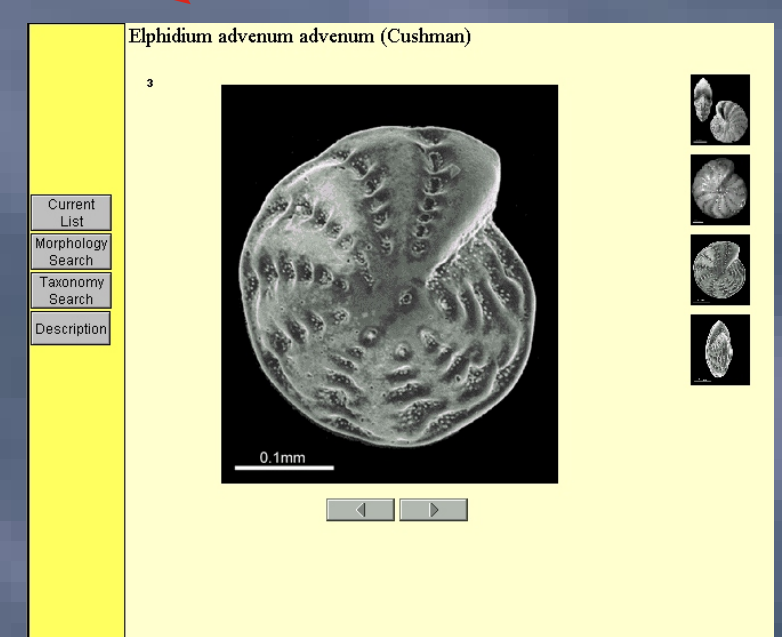 Elphidium advenum advenum (Cushman)
3
Current
List
Morphology
Search
Taxonomy
Search
Description
0.1mm